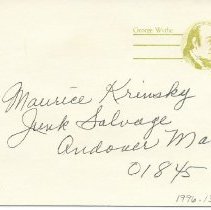 George Wythe
Maurice Krinsky
Junk Salvage
Andover Ma
01845